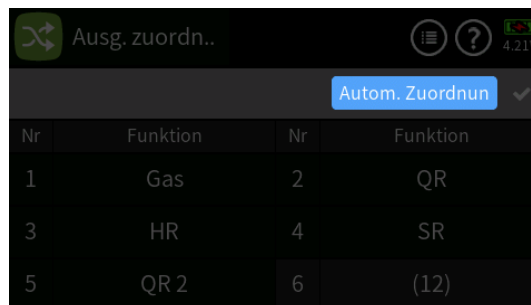 Ausg. zuordn..
4.21
Autom. Zuordnun
Nr Funktion Nr Funktion
1 Gas 2 QR
3 HR 4 SR
5 QR 2 6 (12)